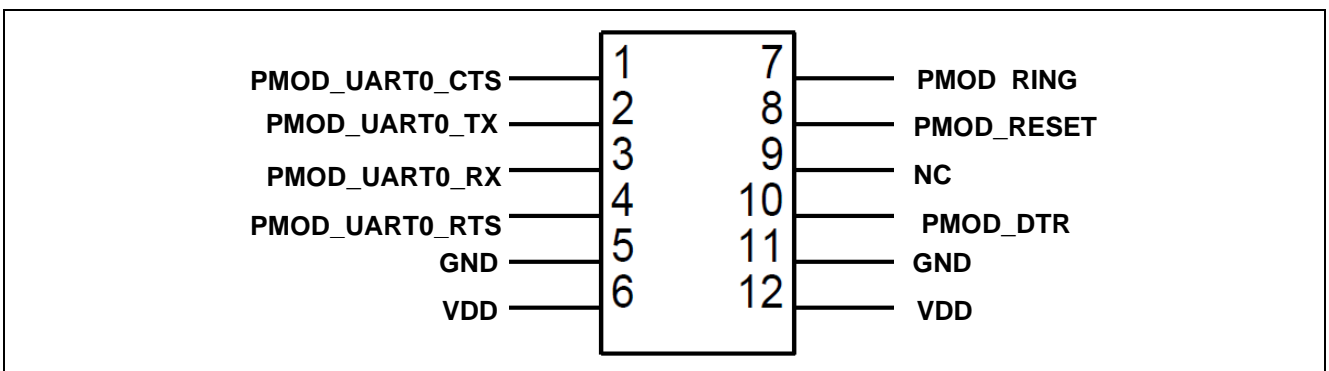 PMOD_UART0_CTS 1 7 PMOD RING
PMOD_UART0_TX 2 8 PMOD_RESET
PMOD_UART0_RX 3 9 NC
PMOD_UART0_RTS 4 10 PMOD_DTR
GND 5 11 GND
VDD 6 12 VDD